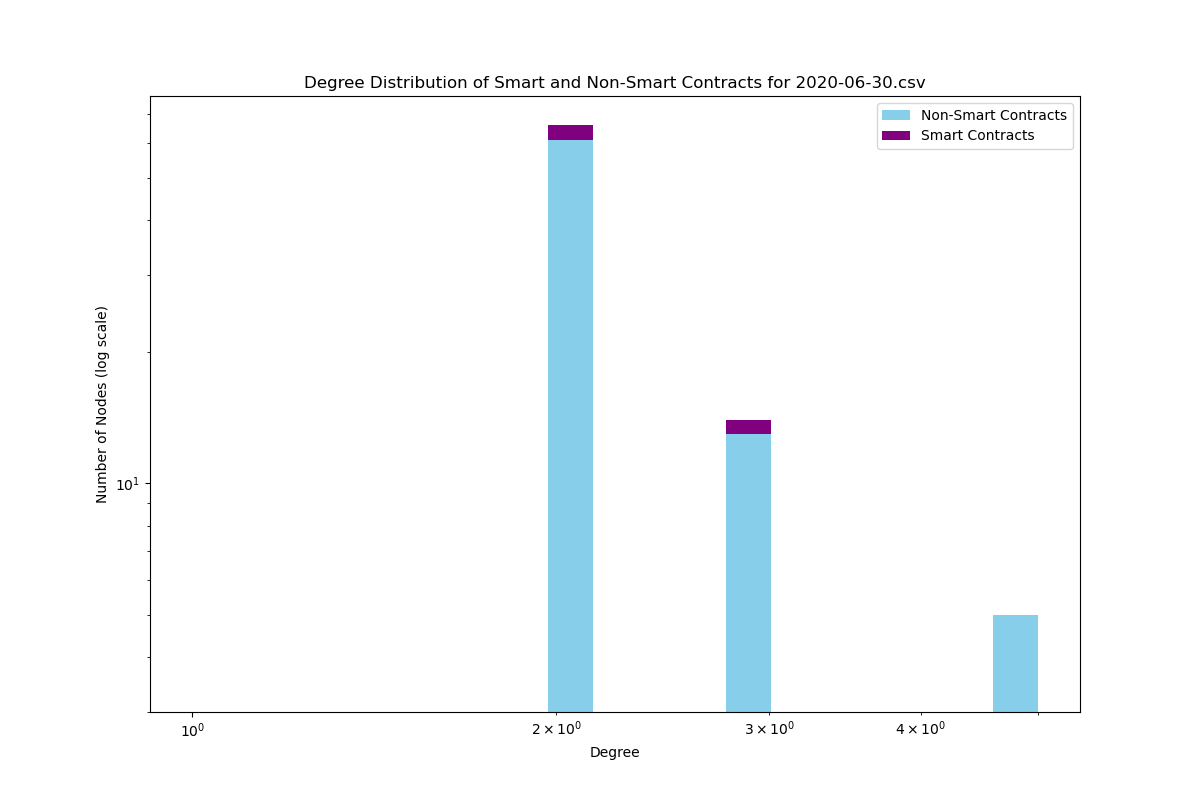 Degree Distribution of Smart and Non-Smart Contracts for 2020-06-30.csv
Non-Smart Contracts
Smart Contracts
Number of Nodes (log scale)
10¹
10⁰
2 × 10⁰
3 × 10⁰
4 × 10⁰
Degree